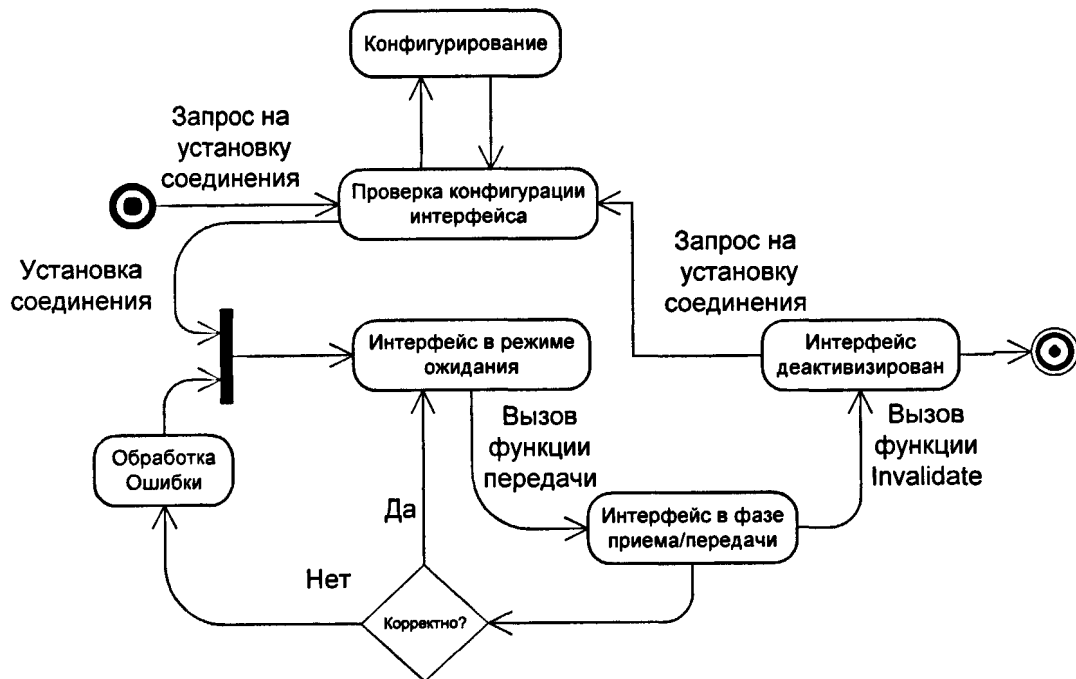 Конфигурирование
Запрос на
установку
соединения
Проверка конфигурации
интерфейса
Установка
соединения
Запрос на
установку
соединения
Интерфейс в режиме
ожидания
Интерфейс
деактивизирован
Вызов
функции
передачи
Вызов
функции
Invalidate
Обработка
Ошибки
Интерфейс в фазе
приема/передачи
Да
Нет
Корректно?